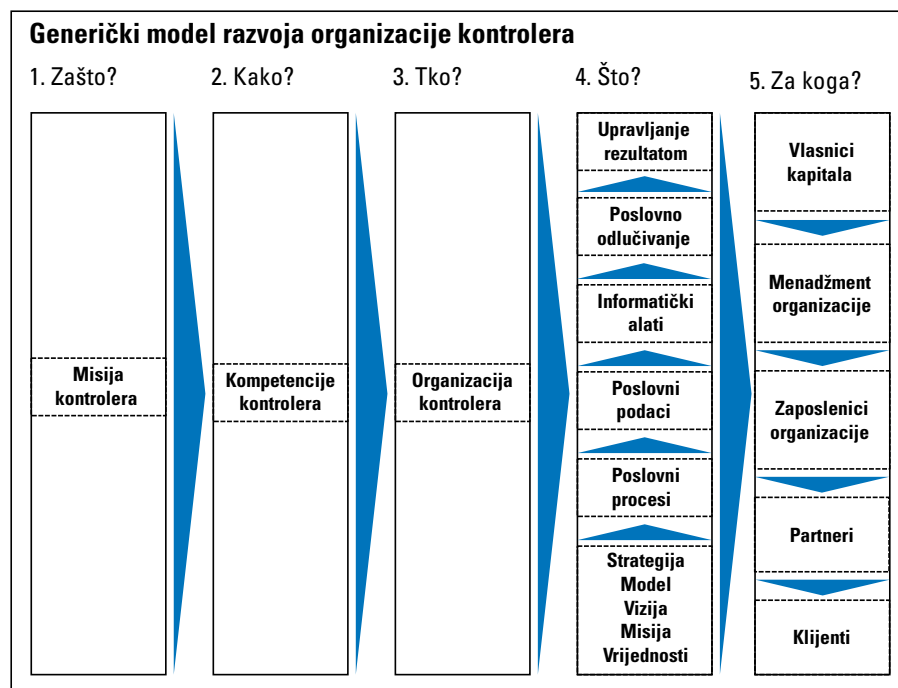 Generički model razvoja organizacije kontrolera
1. Zašto?
2. Kako?
3. Tko?
4. Što?
5. Za koga?
Misija
kontrolera
Kompetencije
kontrolera
Organizacija
kontrolera
Upravljanje
rezultatom
Poslovno
odlučivanje
Informatički
alati
Poslovni
podaci
Poslovni
procesi
Strategija
Model
Vizija
Misija
Vrijednosti
Vlasnici
kapitala
Menadžment
organizacije
Zaposlenici
organizacije
Partneri
Klijenti